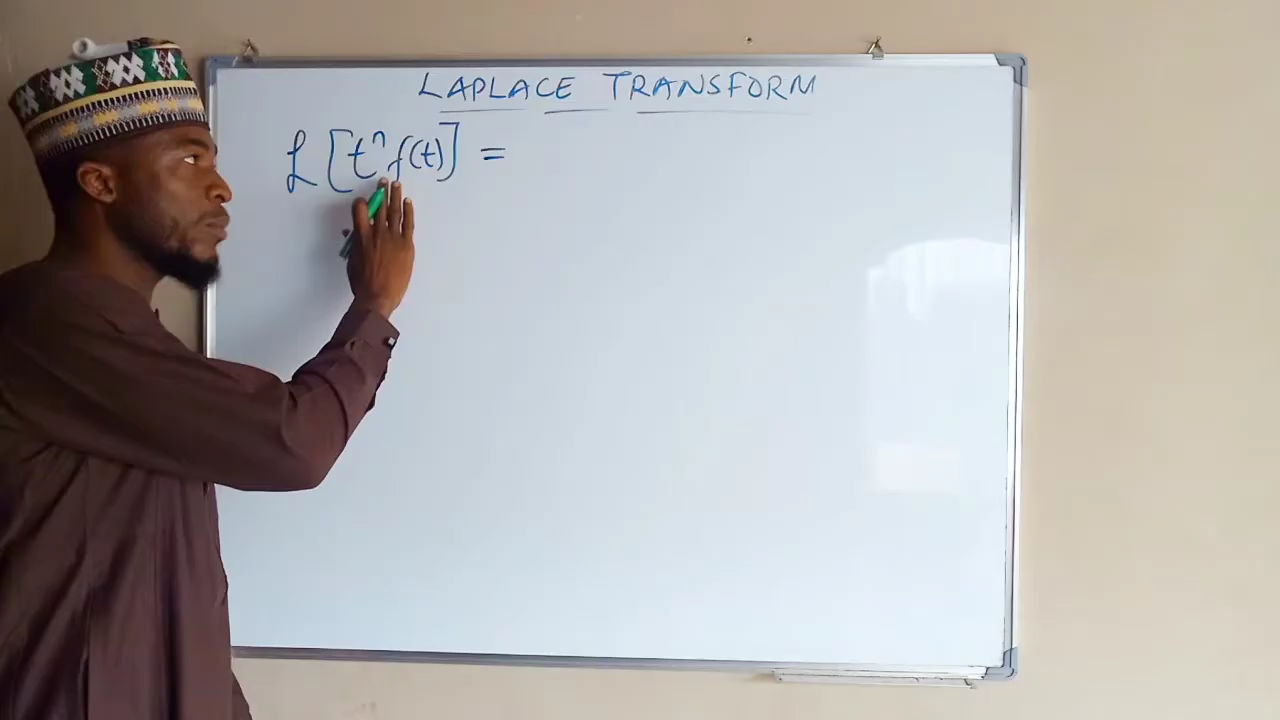 LAPLACE TRANSFORM
ℒ[tⁿf(t)] =